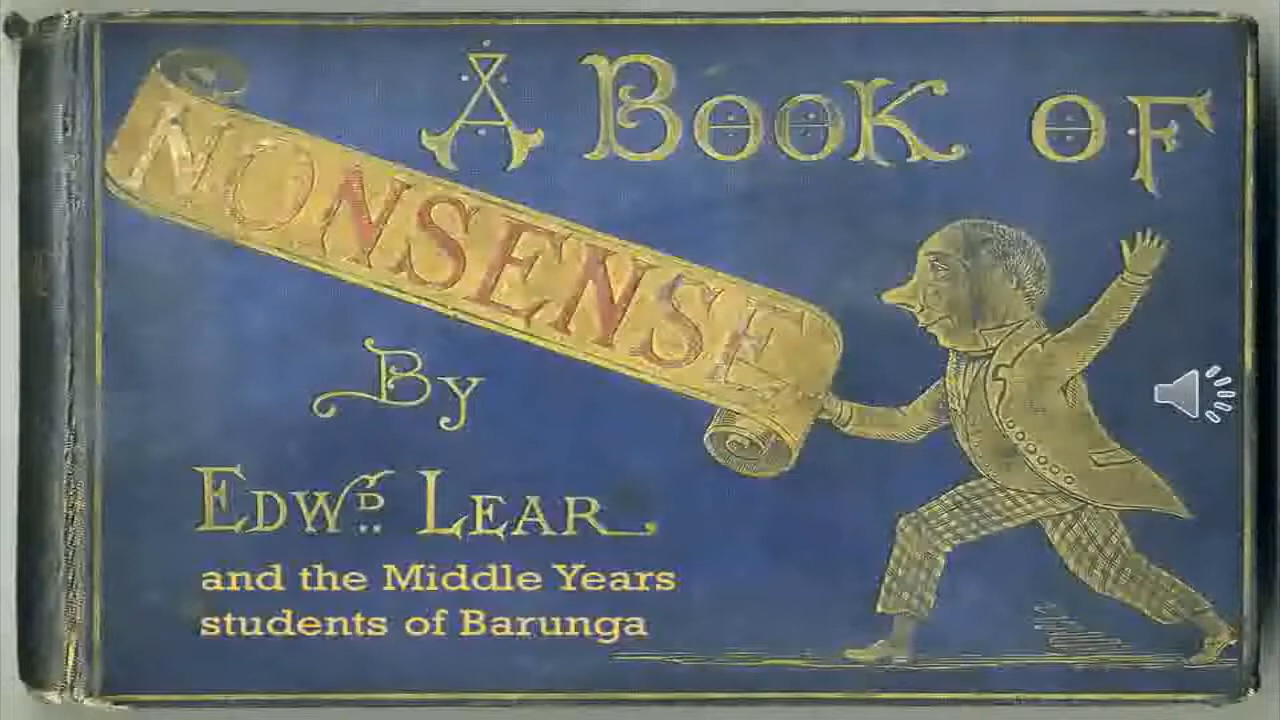 A BOOK OF
NONSENSE
By
EDWD LEAR
and the Middle Years
students of Barunga